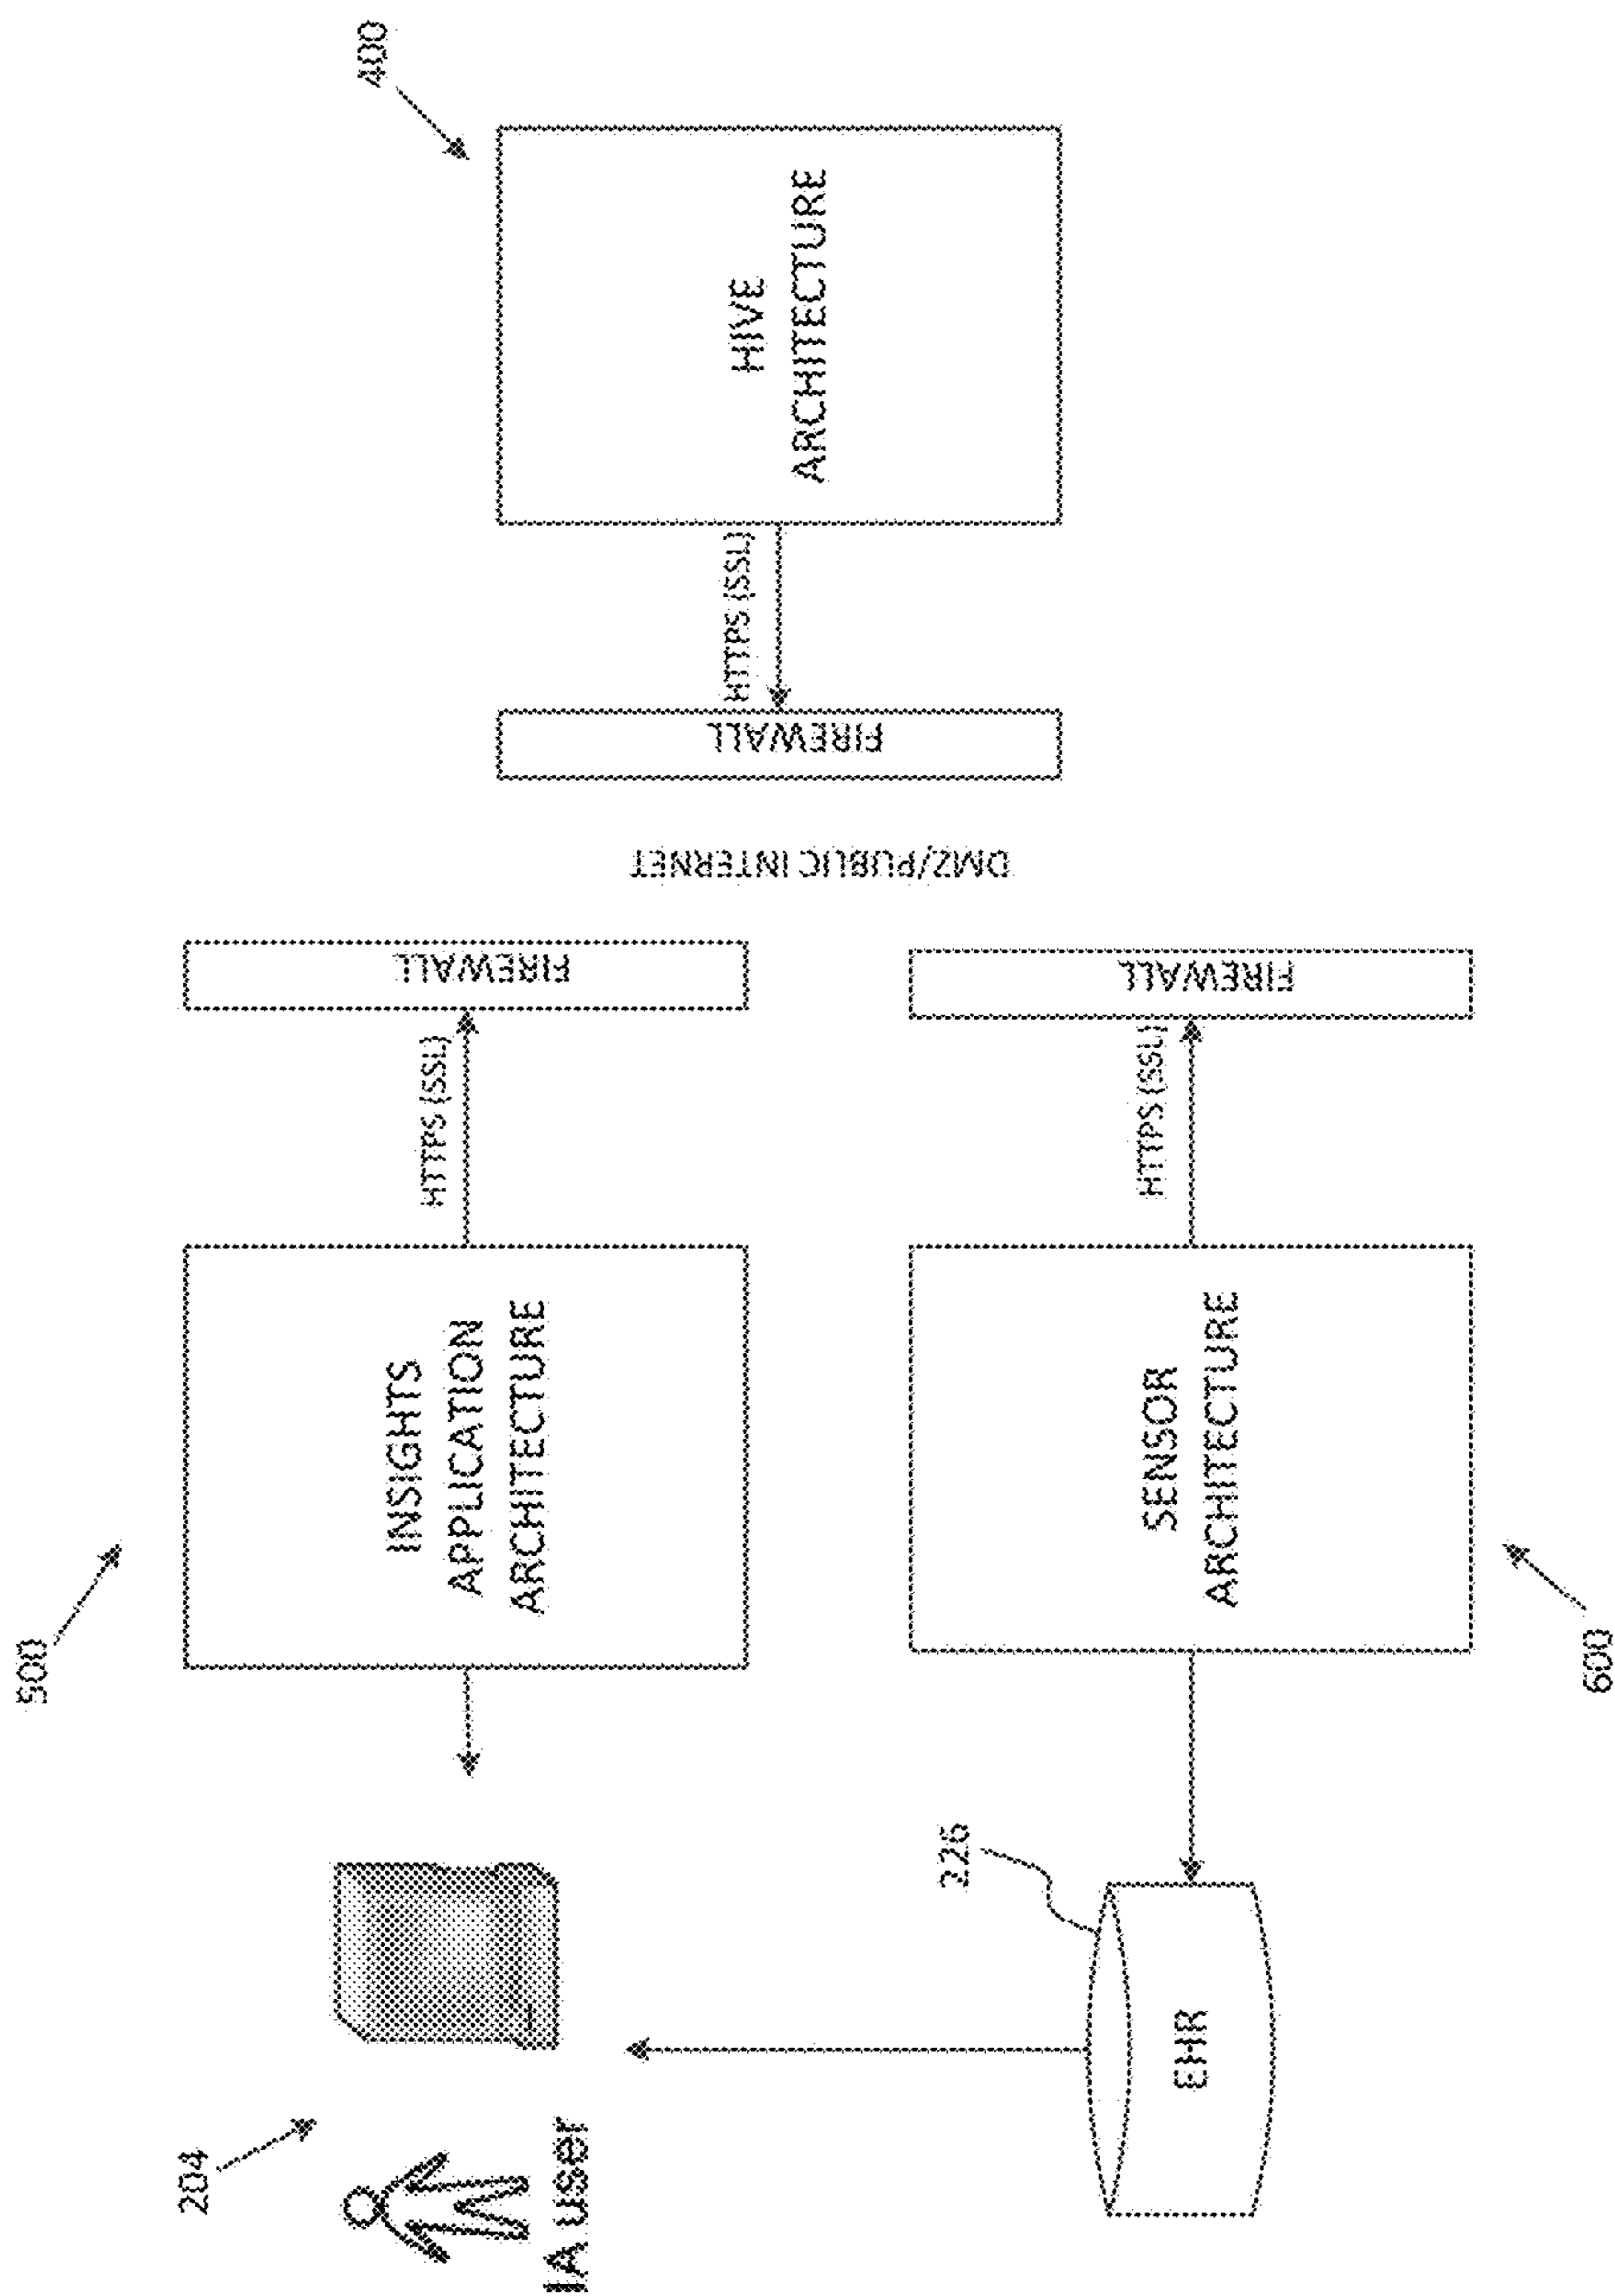 500
204
IA user
INSIGHTS
APPLICATION
ARCHITECTURE
HTTPS (SSL)
FIREWALL
DMZ/PUBLIC INTERNET
FIREWALL
HTTPS (SSL)
HIVE
ARCHITECTURE
400
226
EHR
SENSOR
ARCHITECTURE
HTTPS (SSL)
FIREWALL
600